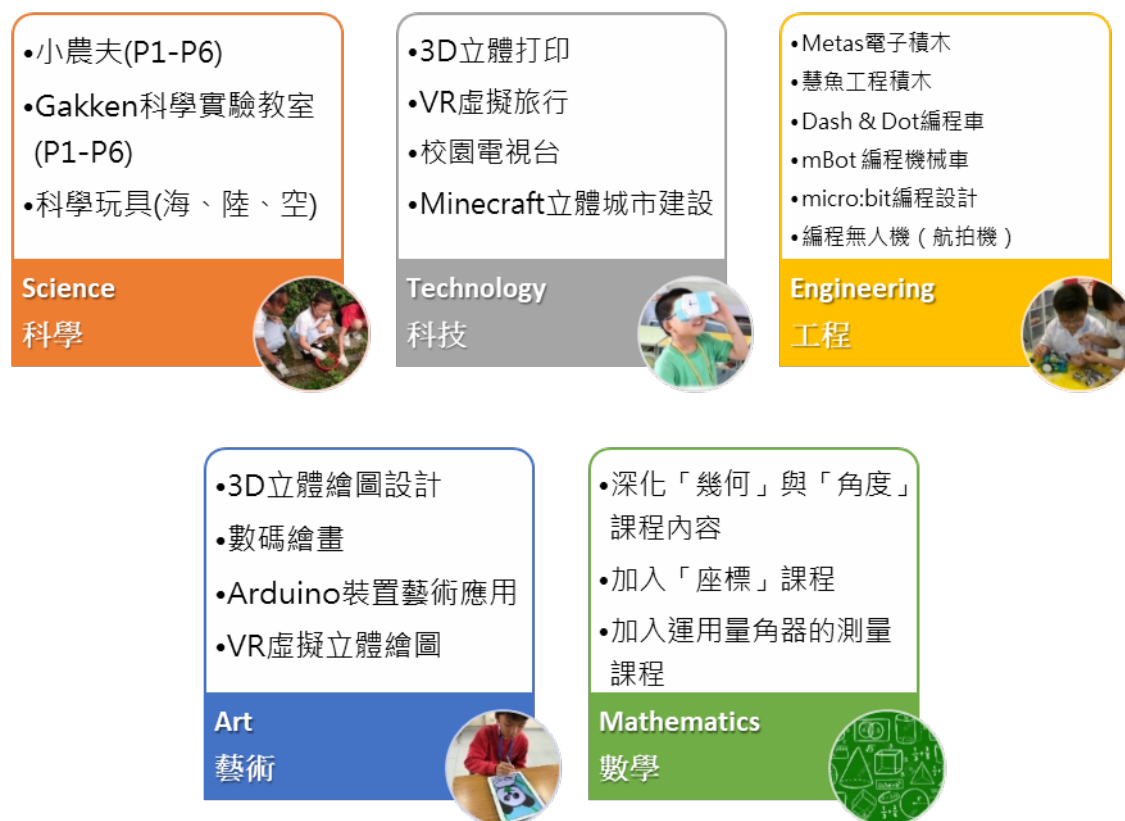 •小農夫(P1-P6)
•Gakken科學實驗教室
(P1-P6)
•科學玩具(海、陸、空)
Science
科學
•3D立體打印
•VR虛擬旅行
•校園電視台
•Minecraft立體城市建設
Technology
科技
•Metas電子積木
•慧魚工程積木
•Dash & Dot編程車
•mBot 編程機械車
•micro:bit編程設計
•編程無人機（航拍機）
Engineering
工程
•3D立體繪圖設計
•數碼繪畫
•Arduino裝置藝術應用
•VR虛擬立體繪圖
Art
藝術
•深化「幾何」與「角度」
課程內容
•加入「座標」課程
•加入運用量角器的測量
課程
Mathematics
數學